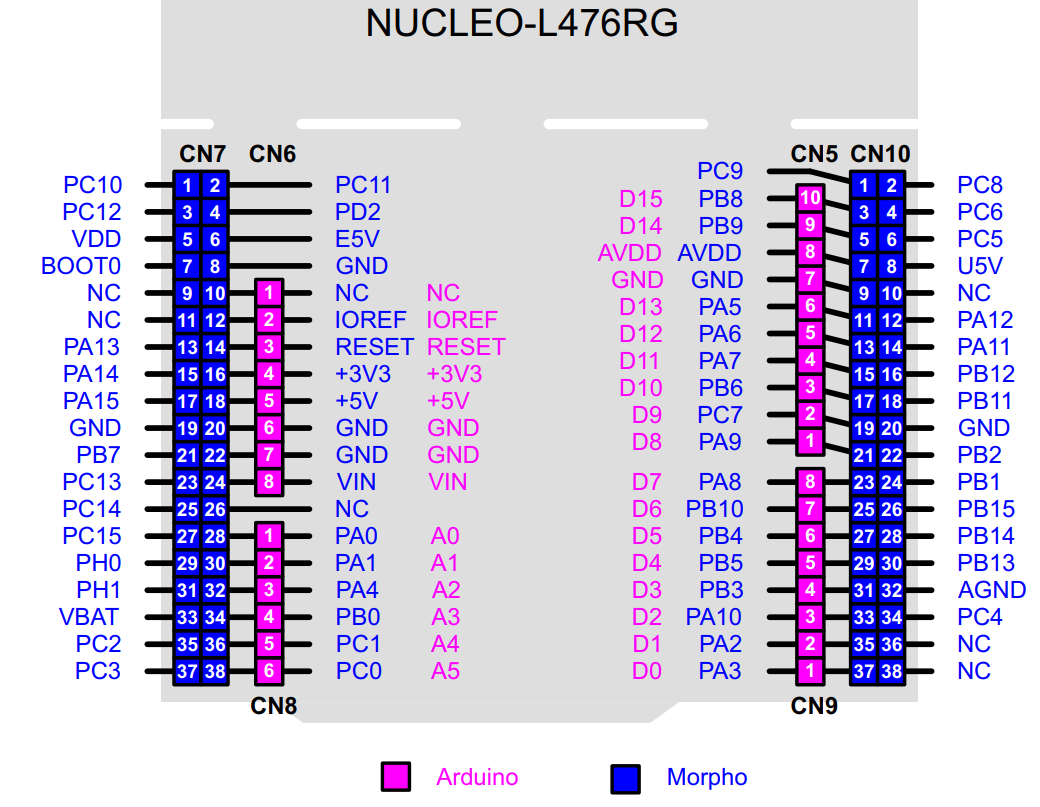 NUCLEO-L476RG
CN7 CN6 CN5 CN10
PC9
PC10 1 2 PC11 1 2 PC8
D15 PB8 10
PC12 3 4 PD2 3 4 PC6
D14 PB9 9
VDD 5 6 E5V 5 6 PC5
AVDD AVDD 8
BOOT0 7 8 GND 7 8 U5V
GND GND 7
NC 9 10 1 NC NC 9 10 NC
D13 PA5 6
NC 11 12 2 IOREF IOREF 11 12 PA12
D12 PA6 5
PA13 13 14 3 RESET RESET 13 14 PA11
D11 PA7 4
PA14 15 16 4 +3V3 +3V3 15 16 PB12
D10 PB6 3
PA15 17 18 5 +5V +5V 17 18 PB11
D9 PC7 2
GND 19 20 6 GND GND 19 20 GND
D8 PA9 1
PB7 21 22 7 GND GND 21 22 PB2
PC13 23 24 8 VIN VIN D7 PA8 8 23 24 PB1
PC14 25 26 NC D6 PB10 7 25 26 PB15
PC15 27 28 1 PA0 A0 D5 PB4 6 27 28 PB14
PH0 29 30 2 PA1 A1 D4 PB5 5 29 30 PB13
PH1 31 32 3 PA4 A2 D3 PB3 4 31 32 AGND
VBAT 33 34 4 PB0 A3 D2 PA10 3 33 34 PC4
PC2 35 36 5 PC1 A4 D1 PA2 2 35 36 NC
PC3 37 38 6 PC0 A5 D0 PA3 1 37 38 NC
CN8 CN9
Arduino Morpho